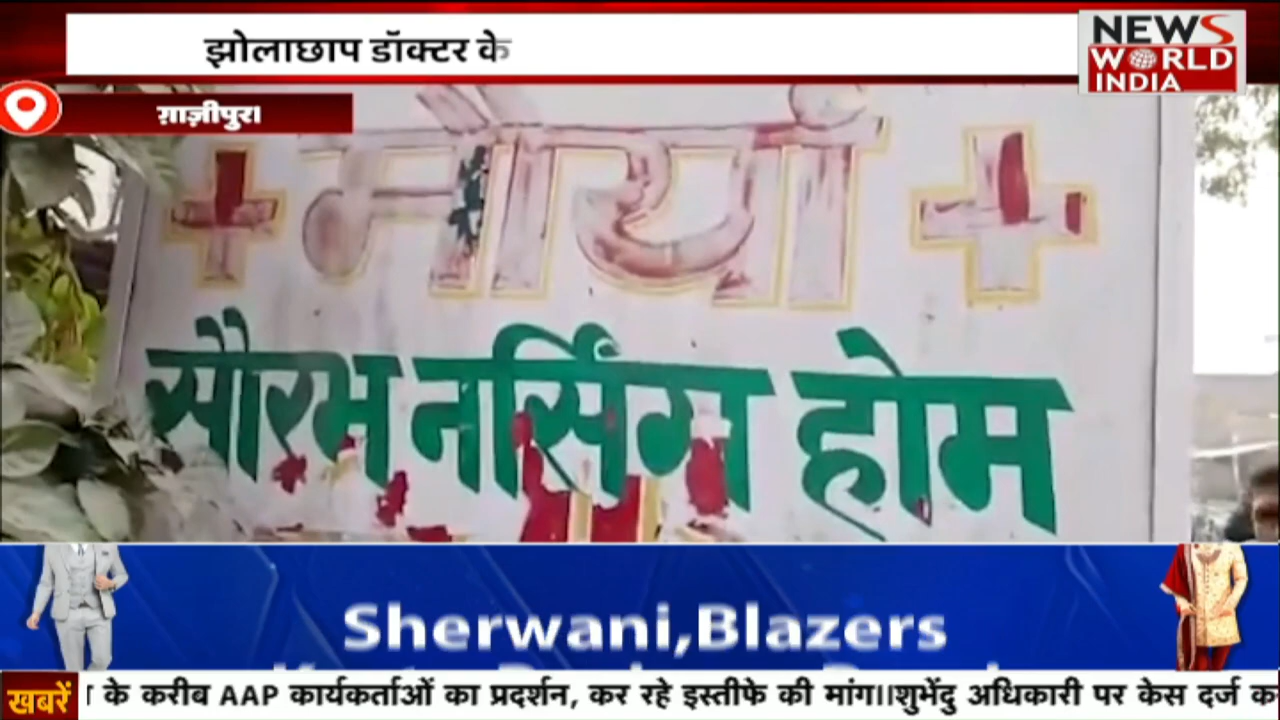 झोलाछाप डॉक्टर के
NEWS
WORLD
INDIA
ग़ाज़ीपुर।
सौरभ नर्सिंग होम
Sherwani,Blazers
खबरें
के करीब AAP कार्यकर्ताओं का प्रदर्शन, कर रहे इस्तीफे की मांग।।शुभेंदु अधिकारी पर केस दर्ज